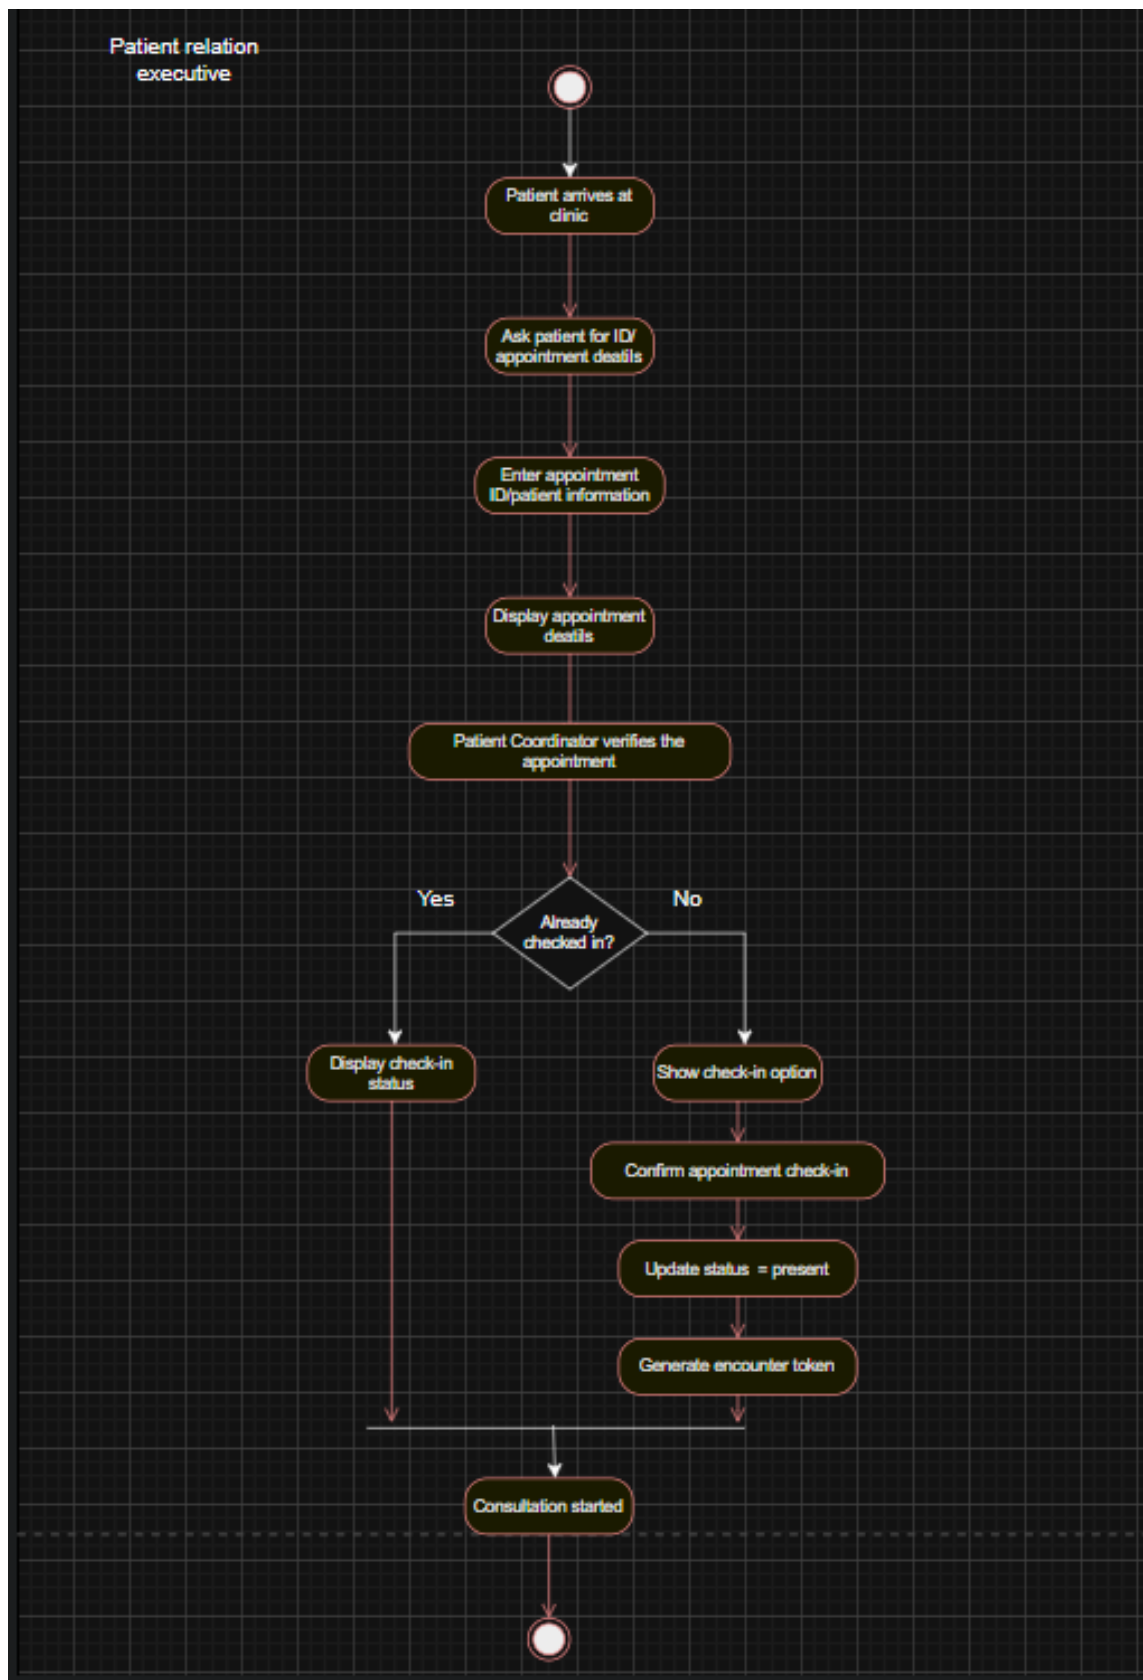 Patient relation
executive
Patient arrives at
clinic
Ask patient for ID/
appointment deatils
Enter appointment
ID/patient information
Display appointment
deatils
Patient Coordinator verifies the
appointment
Yes
No
Already
checked in?
Display check-in
status
Show check-in option
Confirm appointment check-in
Update status = present
Generate encounter token
Consultation started